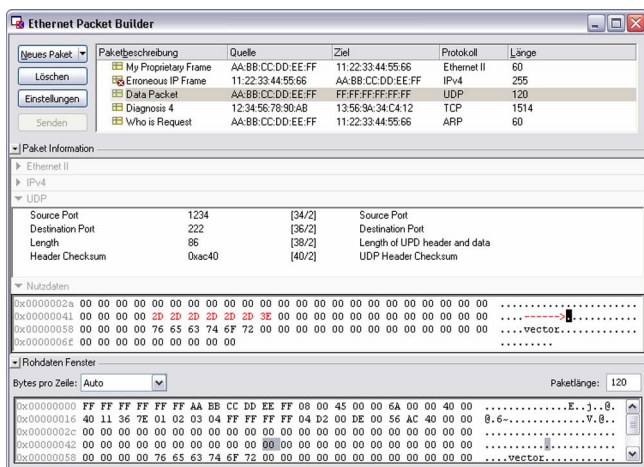 Ethernet Packet Builder
Neues Paket
Löschen
Einstellungen
Senden
Paketbeschreibung Quelle Ziel Protokoll Länge
My Proprietary Frame AA:BB:CC:DD:EE:FF 11:22:33:44:55:66 Ethernet II 60
Erroneous IP Frame 11:22:33:44:55:66 AA:BB:CC:DD:EE:FF IPv4 255
Data Packet AA:BB:CC:DD:EE:FF FF:FF:FF:FF:FF:FF UDP 120
Diagnosis 4 12:34:56:78:90:AB 13:56:9A:34:C4:12 TCP 1514
Who is Request AA:BB:CC:DD:EE:FF 11:22:33:44:55:66 ARP 60
Paket Information
Ethernet II
IPv4
UDP
Source Port 1234 [34/2] Source Port
Destination Port 222 [36/2] Destination Port
Length 86 [38/2] Length of UPD header and data
Header Checksum 0xac40 [40/2] UDP Header Checksum
Nutzdaten
0x0000002a 00 00 00 00 00 00 00 00 00 00 00 00 00 00 00 00 00 00 00 00 00 00 00 .......................
0x00000041 00 00 00 00 2D 2D 2D 2D 2D 2D 3E 00 00 00 00 00 00 00 00 00 00 00 00 ....------>............
0x00000058 00 00 00 00 76 65 63 74 6F 72 00 00 00 00 00 00 00 00 00 00 00 00 00 ....vector.............
0x0000006f 00 00 00 00 00 00 00 00 00 .........
Rohdaten Fenster
Bytes pro Zeile: Auto Paketlänge: 120
0x00000000 FF FF FF FF FF FF AA BB CC DD EE FF 08 00 45 00 00 6A 00 00 40 00 ..............E..j..@.
0x00000016 40 11 36 7E 01 02 03 04 FF FF FF FF 04 D2 00 DE 00 56 AC 40 00 00 @.6~.............V.@..
0x0000002c 00 00 00 00 00 00 00 00 00 00 00 00 00 00 00 00 00 00 00 00 00 00 ......................
0x00000042 00 00 00 00 00 00 00 00 00 00 00 00 00 00 00 00 00 00 00 00 00 00 ......................
0x00000058 00 00 00 00 76 65 63 74 6F 72 00 00 00 00 00 00 00 00 00 00 00 00 ....vector............